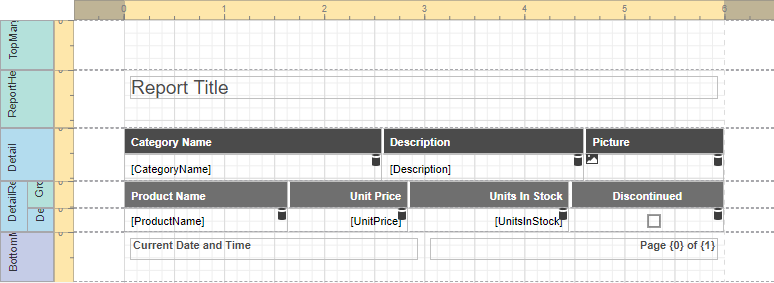 0 1 2 3 4 5 6
TopMar
ReportHe
Report Title
Detail
Category Name Description Picture
[CategoryName] [Description]
DetailRe
Gro
Product Name Unit Price Units In Stock Discontinued
De
[ProductName] [UnitPrice] [UnitsInStock]
BottomM
Current Date and Time Page {0} of {1}